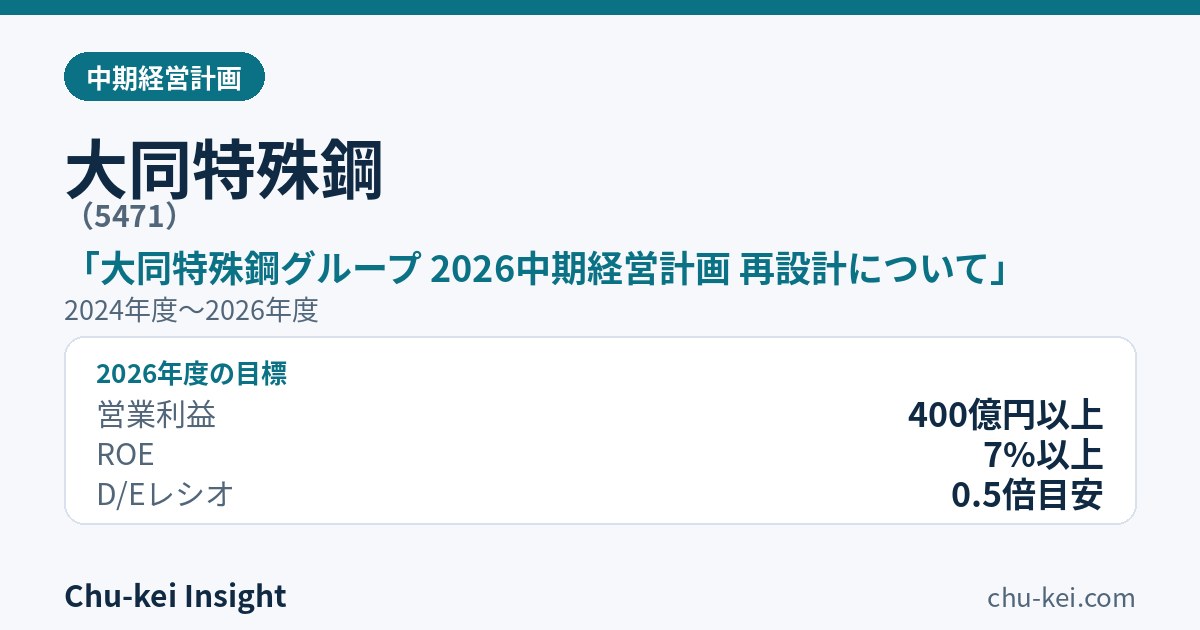 中期経営計画
大同特殊鋼
（5471）
「大同特殊鋼グループ 2026中期経営計画 再設計について」
2024年度〜2026年度
2026年度の目標
営業利益 400億円以上
ROE 7%以上
D/Eレシオ 0.5倍目安
Chu-kei Insight chu-kei.com